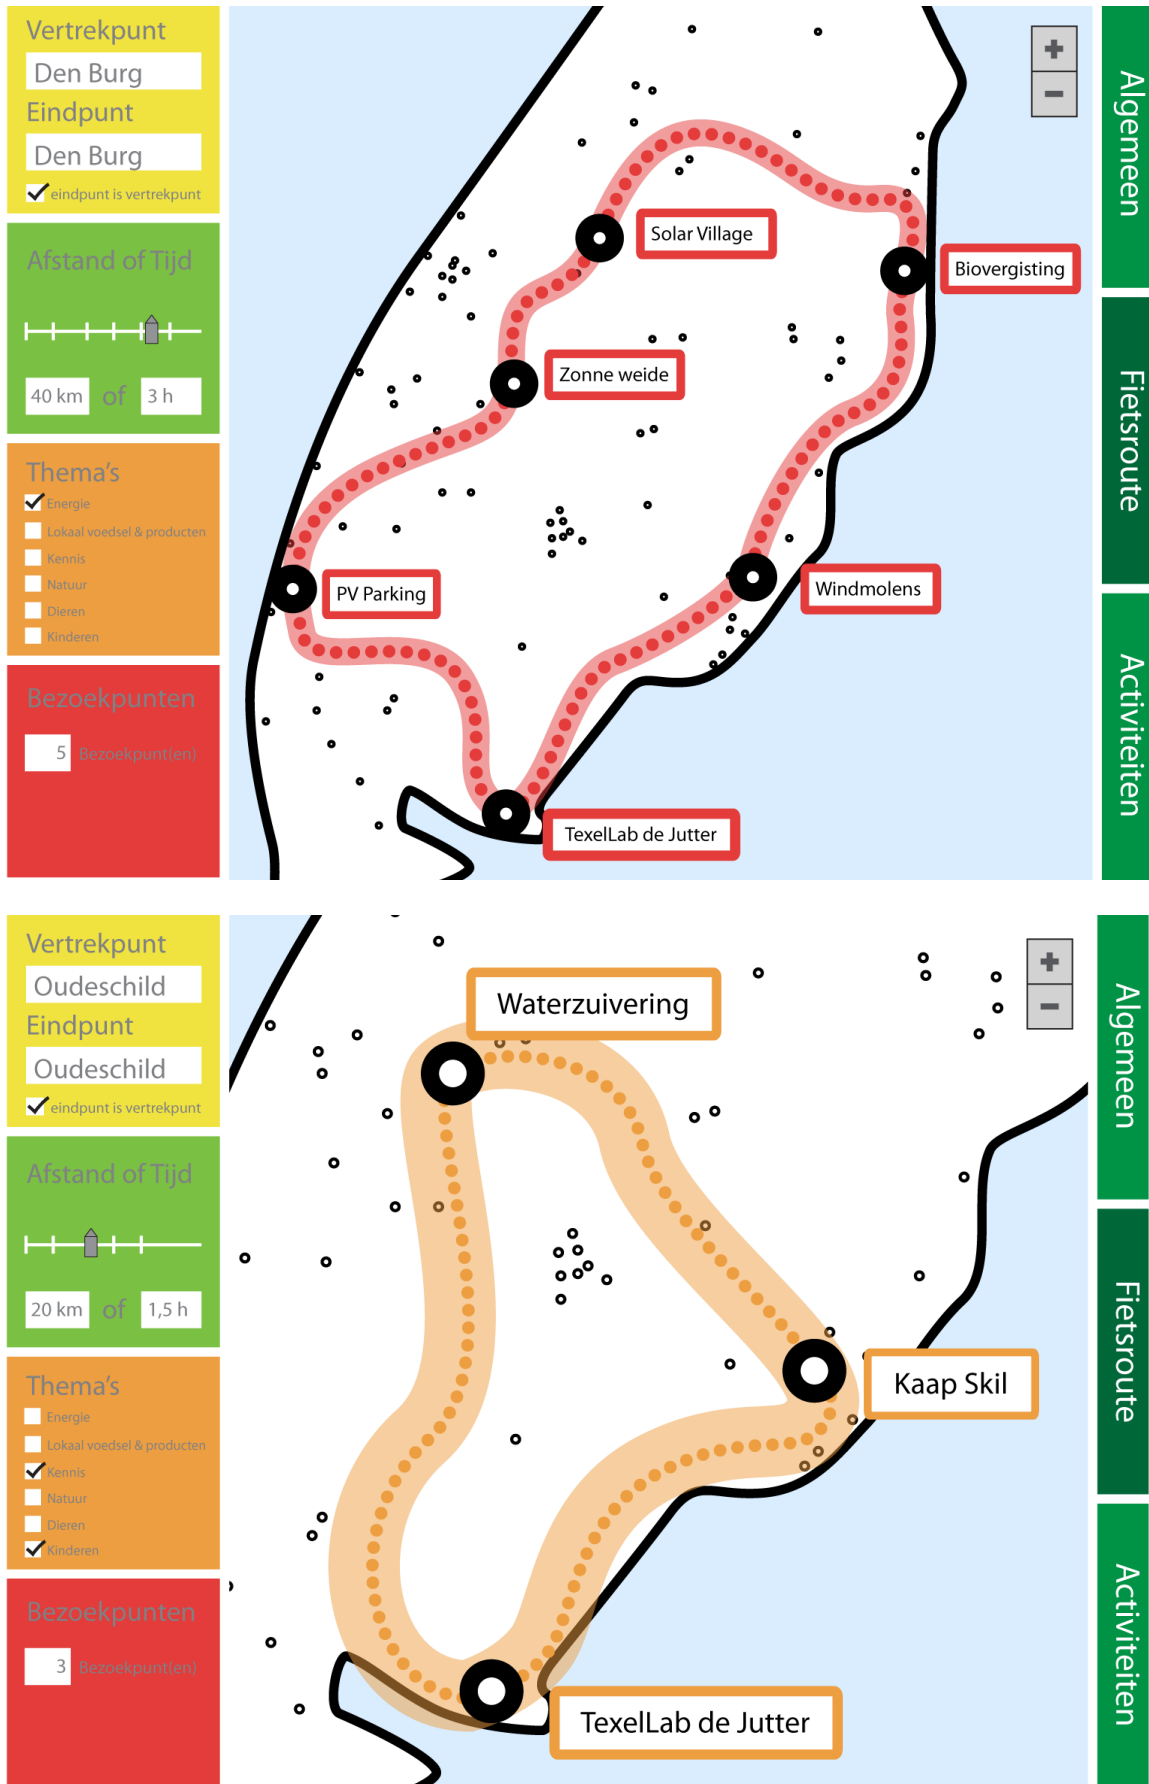 Vertrekpunt
Den Burg
Eindpunt
Den Burg
eindpunt is vertrekpunt
Afstand of Tijd
40 km of 3 h
Thema's
Energie
Lokaal voedsel & producten
Kennis
Natuur
Dieren
Kinderen
Bezoekpunten
5 Bezoekpunt(en)
+
−
Solar Village
Biovergisting
Zonne weide
PV Parking
Windmolens
TexelLab de Jutter
Algemeen
Fietsroute
Activiteiten
Vertrekpunt
Oudeschild
Eindpunt
Oudeschild
eindpunt is vertrekpunt
Afstand of Tijd
20 km of 1,5 h
Thema's
Energie
Lokaal voedsel & producten
Kennis
Natuur
Dieren
Kinderen
Bezoekpunten
3 Bezoekpunt(en)
+
−
Waterzuivering
Kaap Skil
TexelLab de Jutter
Algemeen
Fietsroute
Activiteiten